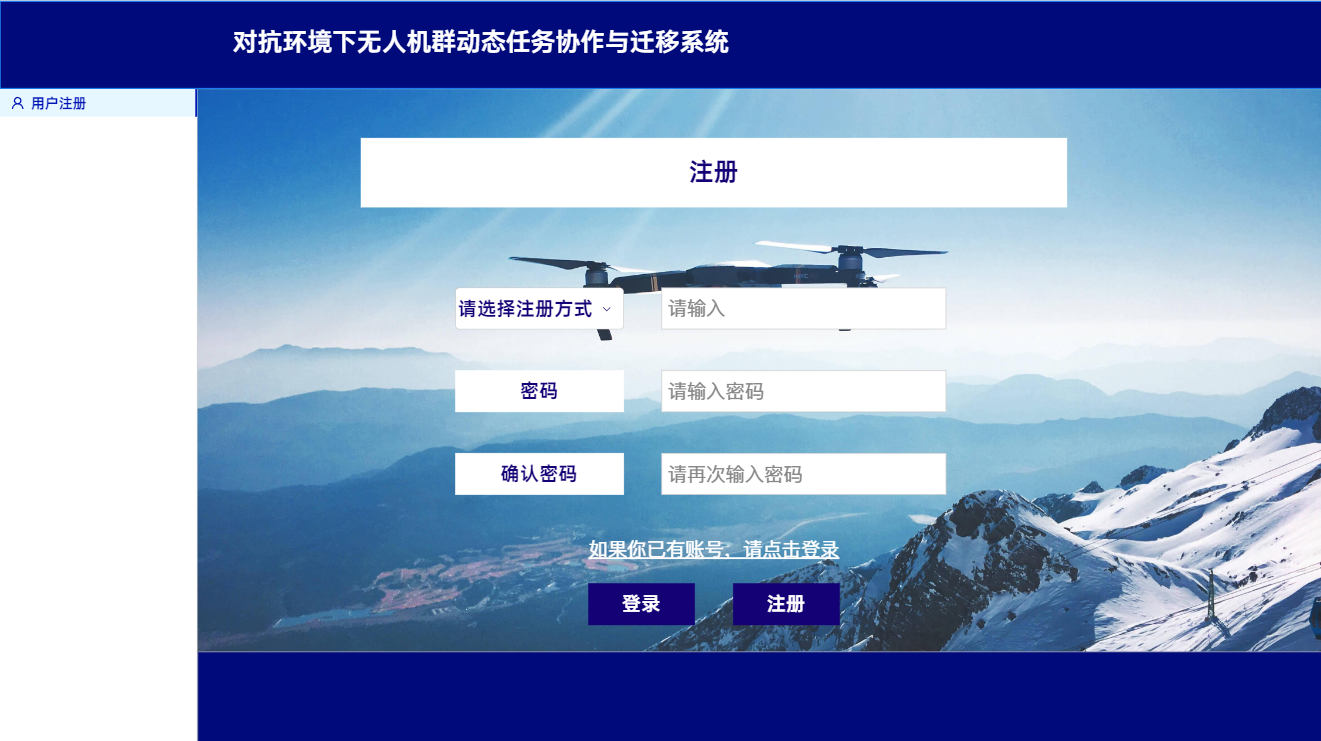 对抗环境下无人机群动态任务协作与迁移系统
用户注册
注册
请选择注册方式
请输入
密码
请输入密码
确认密码
请再次输入密码
如果你已有账号，请点击登录
登录
注册